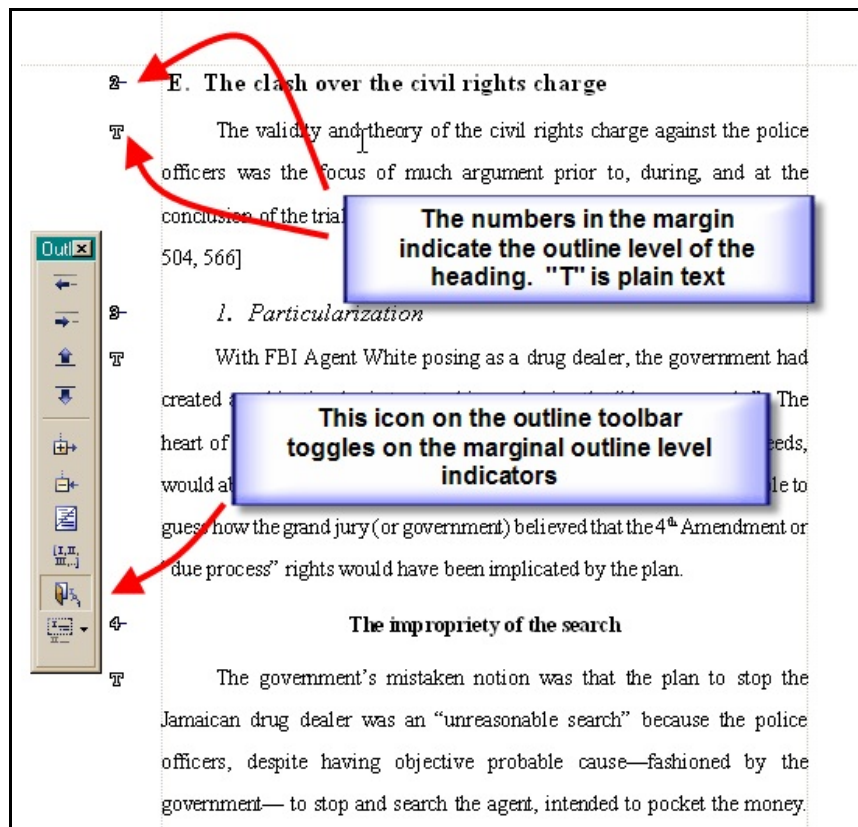 2 E. The clash over the civil rights charge
T The validity and theory of the civil rights charge against the police
officers was the focus of much argument prior to, during, and at the
conclusion of the trial
504, 566]
The numbers in the margin
indicate the outline level of the
heading. "T" is plain text
Outl
3 1. Particularization
T With FBI Agent White posing as a drug dealer, the government had
created The
heart of eeds,
would to
This icon on the outline toolbar
toggles on the marginal outline level
indicators
guess how the grand jury (or government) believed that the 4th Amendment or
“due process” rights would have been implicated by the plan.
4 The impropriety of the search
T The government’s mistaken notion was that the plan to stop the
Jamaican drug dealer was an “unreasonable search” because the police
officers, despite having objective probable cause—fashioned by the
government— to stop and search the agent, intended to pocket the money.